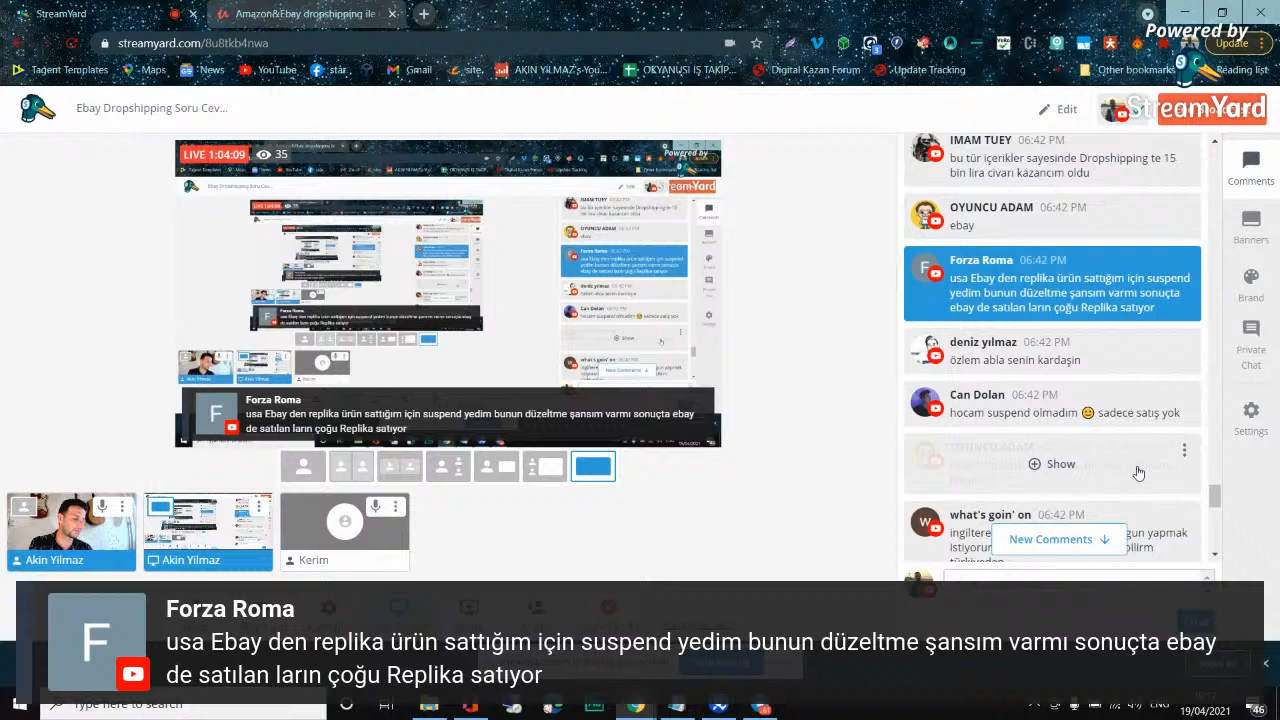 StreamYard
Amazon&Ebay dropshipping ile
streamyard.com/8u8tkb4nwa
Update
Powered by
Tagent Templates
Maps
News
YouTube
Gmail
AKIN YILMAZ's-You...
OKYANUSI İŞ TAKİP...
Digital Kazan Forum
Update Tracking
Other bookmarks
Reading list
Ebay Dropshipping Soru Cev...
Edit
StreamYard
LIVE 1:04:09
35
IMAM TUEY 06:42 PM
bu tür içerikler sayesinde Dropshipping te 15
bin lira civarı kazancım oldu
OYUNCU ADAM 06:42 PM
ebay
Forza Roma 06:42 PM
usa Ebay den replika ürün sattığım için suspend
yedim bunun düzeltme şansım varmı sonuçta
ebay de satılan ların çoğu Replika satıyor
deniz yılmaz 06:42 PM
özlem abla senin kankan
Can Dolan 06:42 PM
hocam suspend olmadım 😐 sadece satış yok
Show
what's goin' on 06:42 PM
New Comments
Comments
Banners
Brand
Private
Chat
Settings
Forza Roma
usa Ebay den replika ürün sattığım için suspend yedim bunun düzeltme şansım varmı sonuçta ebay
de satılan ların çoğu Replika satıyor
Akin Yilmaz
Akin Yilmaz
Kerim
Forza Roma
usa Ebay den replika ürün sattığım için suspend yedim bunun düzeltme şansım varmı sonuçta ebay
de satılan ların çoğu Replika satıyor
Type here to search
ENG
19/04/2021
46